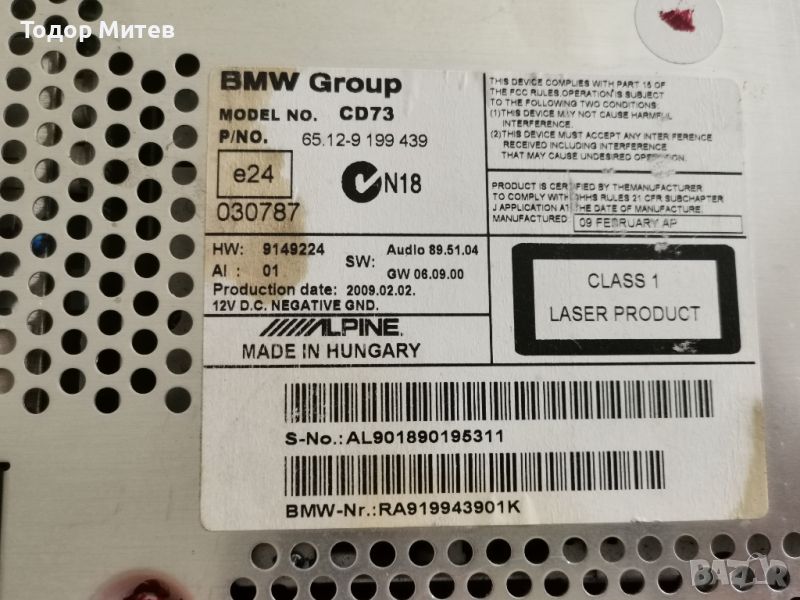 Тодор Митев
BMW Group
MODEL NO. CD73
P/NO. 65.12-9 199 439
e24
N18
030787
THIS DEVICE COMPLIES WITH PART 15 OF
THE FCC RULES.OPERATION IS SUBJECT
TO THE FOLLOWING TWO CONDITIONS:
(1)THIS DEVICE MAY NOT CAUSE HARMFUL
INTERFERENCE.
(2)THIS DEVICE MUST ACCEPT ANY INTERFERENCE
RECEIVED INCLUDING INTERFERENCE
THAT MAY CAUSE UNDESIRED OPERATION.
PRODUCT IS CERTIFIED BY THEMANUFACTURER
TO COMPLY WITH DHHS RULES 21 CFR SUBCHAPTER
J APPLICATION AT THE DATE OF MANUFACTURE.
MANUFACTURED: 09 FEBRUARY AP
HW: 9149224
AI : 01
SW: Audio 89.51.04
GW 06.09.00
Production date: 2009.02.02.
12V D.C. NEGATIVE GND.
ALPINE
MADE IN HUNGARY
CLASS 1
LASER PRODUCT
S-No.:AL901890195311
BMW-Nr.:RA919943901K
BAZAR